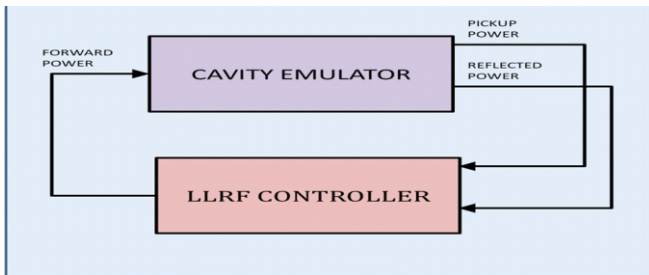 PICKUP
POWER
FORWARD
POWER
CAVITY EMULATOR
REFLECTED
POWER
LLRF CONTROLLER